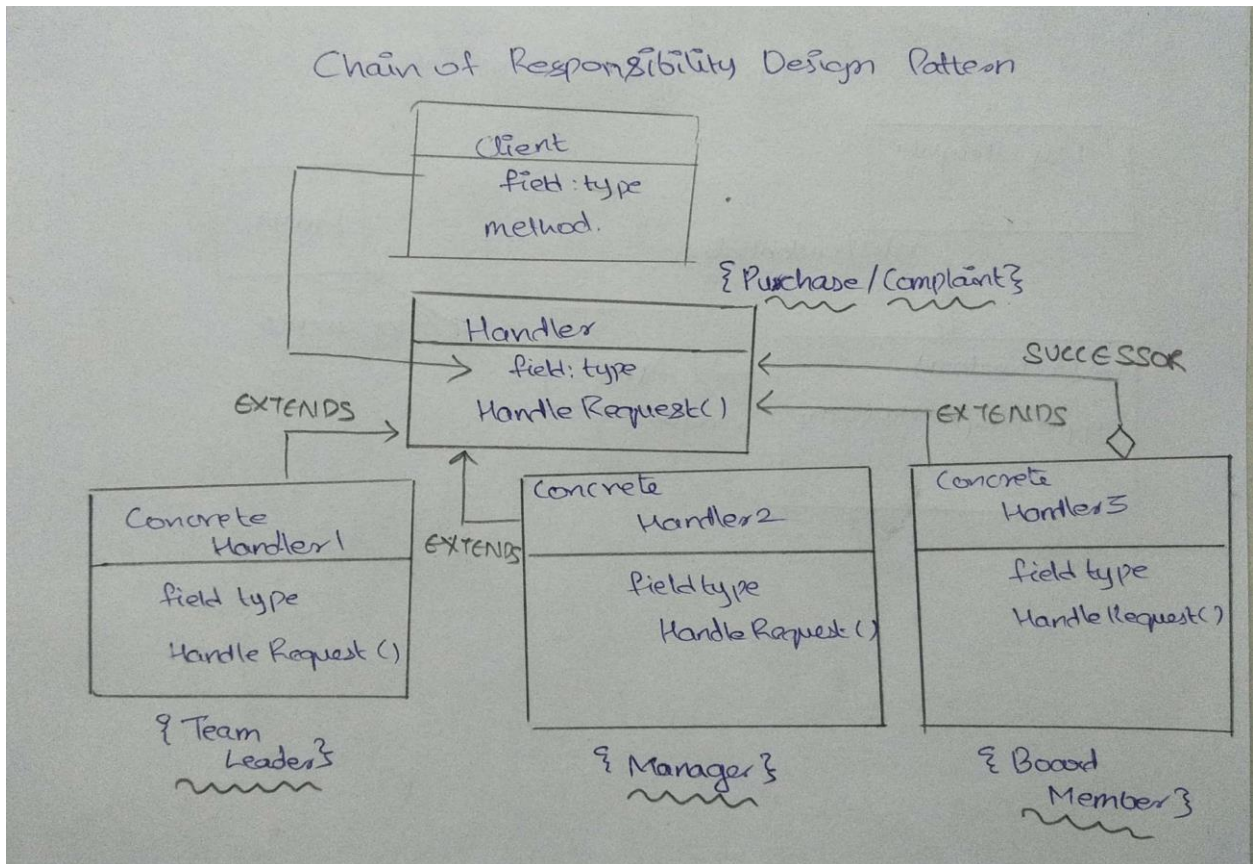 Chain of Responsibility Design Pattern
Client
field : type
method.
{Purchase / Complaint}
Handler
field : type
Handle Request()
SUCCESSOR
EXTENDS
EXTENDS
EXTENDS
Concrete
Handler1
field type
Handle Request ()
{Team
Leader}
Concrete
Handler2
field type
Handle Request ()
{Manager}
Concrete
Handler3
field type
Handle Request()
{Board
Member}